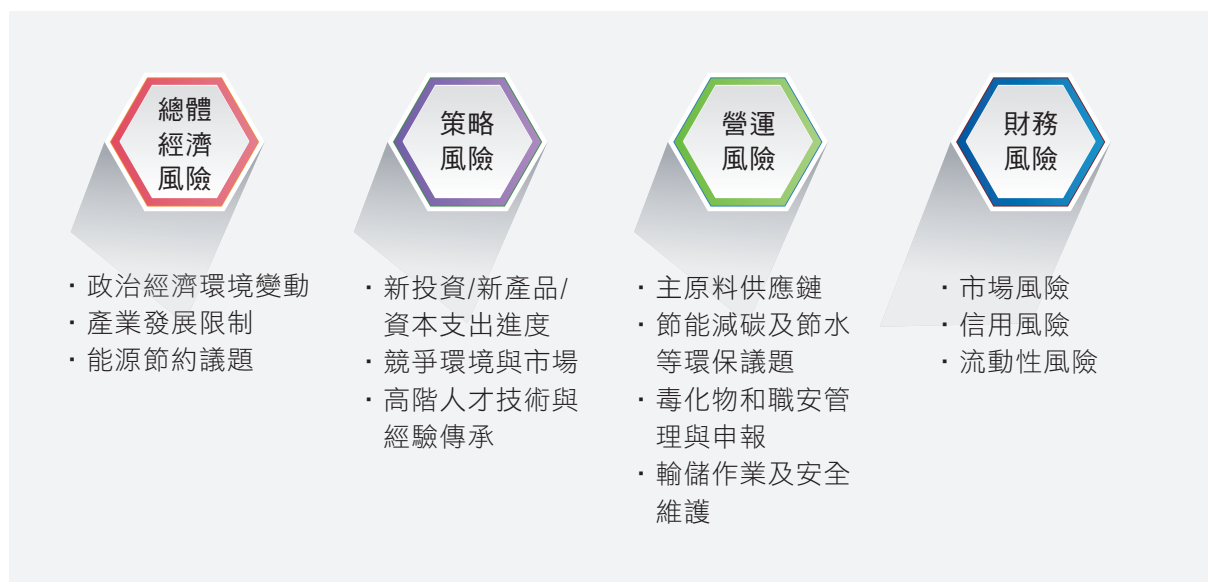 總體
經濟
風險
・政治經濟環境變動
・產業發展限制
・能源節約議題
策略
風險
・新投資/新產品/
資本支出進度
・競爭環境與市場
・高階人才技術與
經驗傳承
營運
風險
・主原料供應鏈
・節能減碳及節水
等環保議題
・毒化物和職安管
理與申報
・輸儲作業及安全
維護
財務
風險
・市場風險
・信用風險
・流動性風險